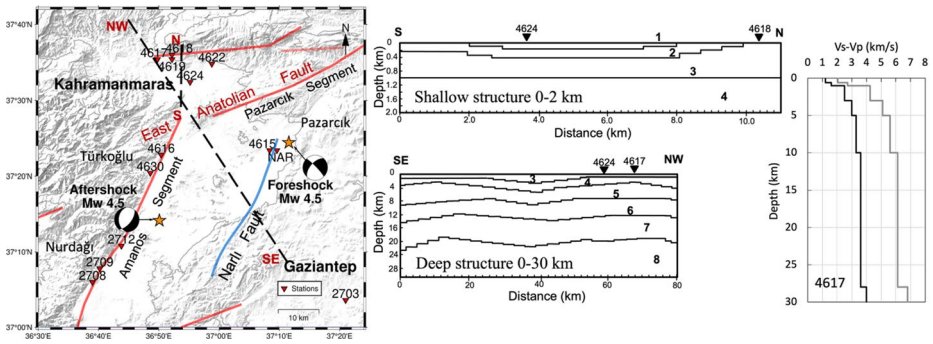 37°40'N
37°30'N
37°20'N
37°10'N
37°00'N
36°30'E
36°40'E
36°50'E
37°00'E
37°10'E
37°20'E
NW
N
N
4617
4618
4619
4622
4624
Kahramanmaras
East Anatolian Fault
Pazarcık Segment
S
Pazarcık
Türkoğlu
4616
4630
4615
NAR
Foreshock
Mw 4.5
Aftershock
Mw 4.5
Amanos Segment
Narlı Fault
Nurdağı
2712
2709
2708
SE
Gaziantep
Stations
10 km
2703
S
4624
4618
N
1
2
3
4
Depth (km)
0
0.4
0.8
1.2
1.6
2.0
Shallow structure 0-2 km
2.0
4.0
6.0
8.0
10.0
11.0
Distance (km)
SE
4624
4617
NW
3
4
5
6
7
8
Depth (km)
0
4
8
12
16
20
24
28
Deep structure 0-30 km
0
20
40
60
80
Distance (km)
Vs-Vp (km/s)
0
2
4
6
8
Depth (km)
0
5
10
15
20
25
30
4617